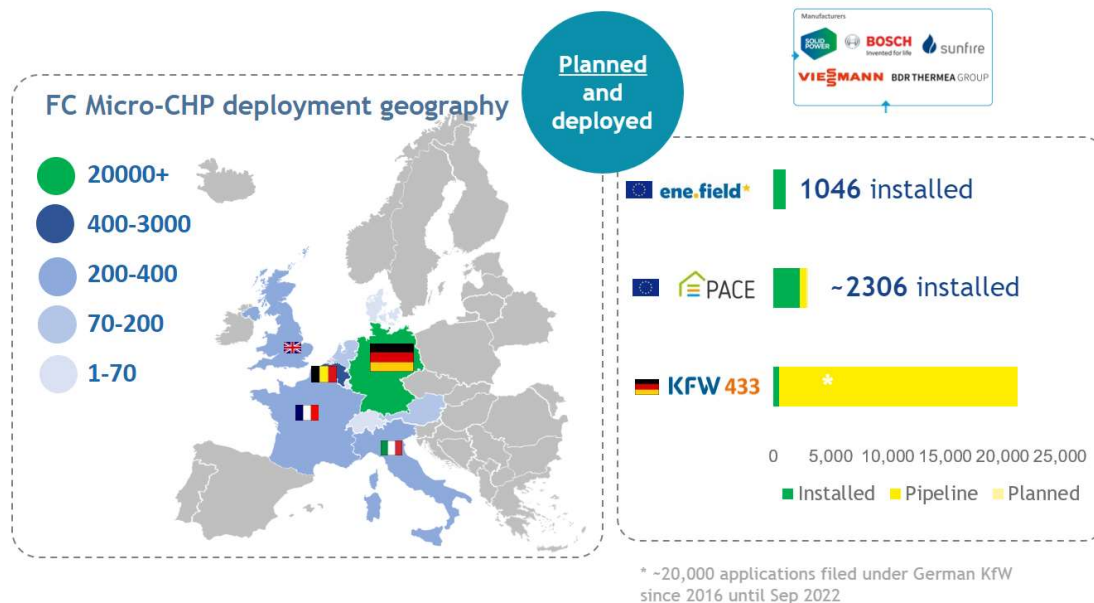 Manufacturers
SOLID
POWER
BOSCH
Invented for life
sunfire
VIESSMANN
BDR THERMEA GROUP
Planned
and
deployed
FC Micro-CHP deployment geography
20000+
400-3000
200-400
70-200
1-70
ene.field*
1046 installed
PACE
~2306 installed
KFW 433
*
0 5,000 10,000 15,000 20,000 25,000
Installed Pipeline Planned
* ~20,000 applications filed under German KfW
since 2016 until Sep 2022